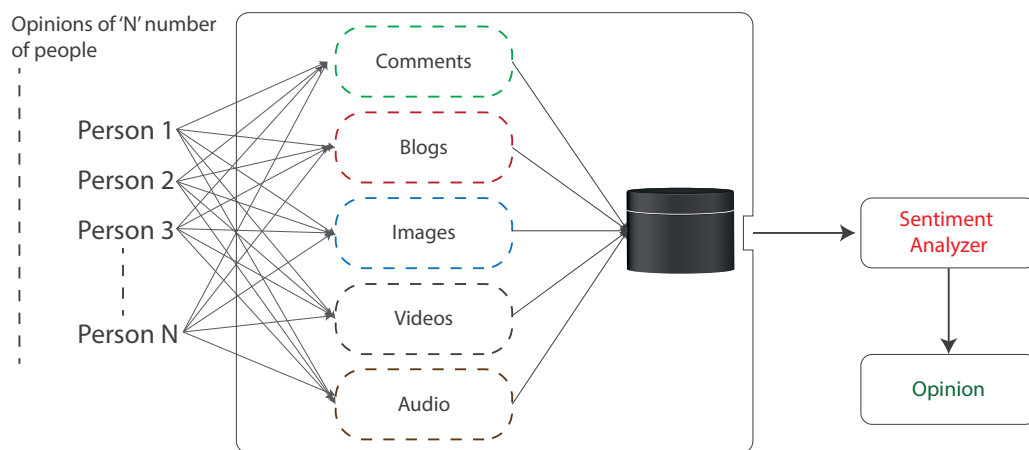 Opinions of ‘N’ number
of people
Person 1
Person 2
Person 3
Person N
Comments
Blogs
Images
Videos
Audio
Sentiment
Analyzer
Opinion